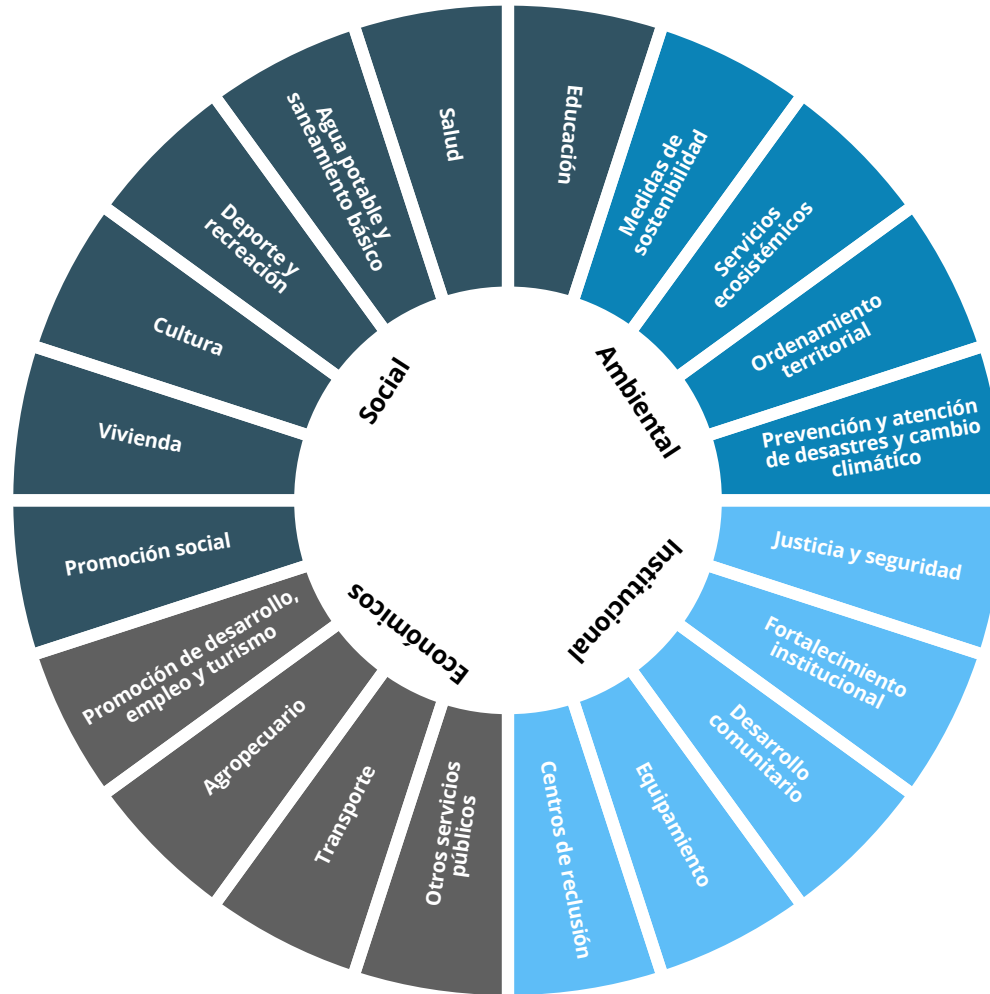 Educación
Medidas de
sostenibilidad
Servicios
ecosistémicos
Ordenamiento
territorial
Prevención y atención
de desastres y cambio
climático
Justicia y seguridad
Fortalecimiento
institucional
Desarrollo
comunitario
Equipamiento
Centros de reclusión
Otros servicios
públicos
Transporte
Agropecuario
Promoción de desarrollo,
empleo y turismo
Promoción social
Vivienda
Cultura
Deporte y
recreación
Agua potable y
saneamiento básico
Salud
Social
Ambiental
Institucional
Económicos